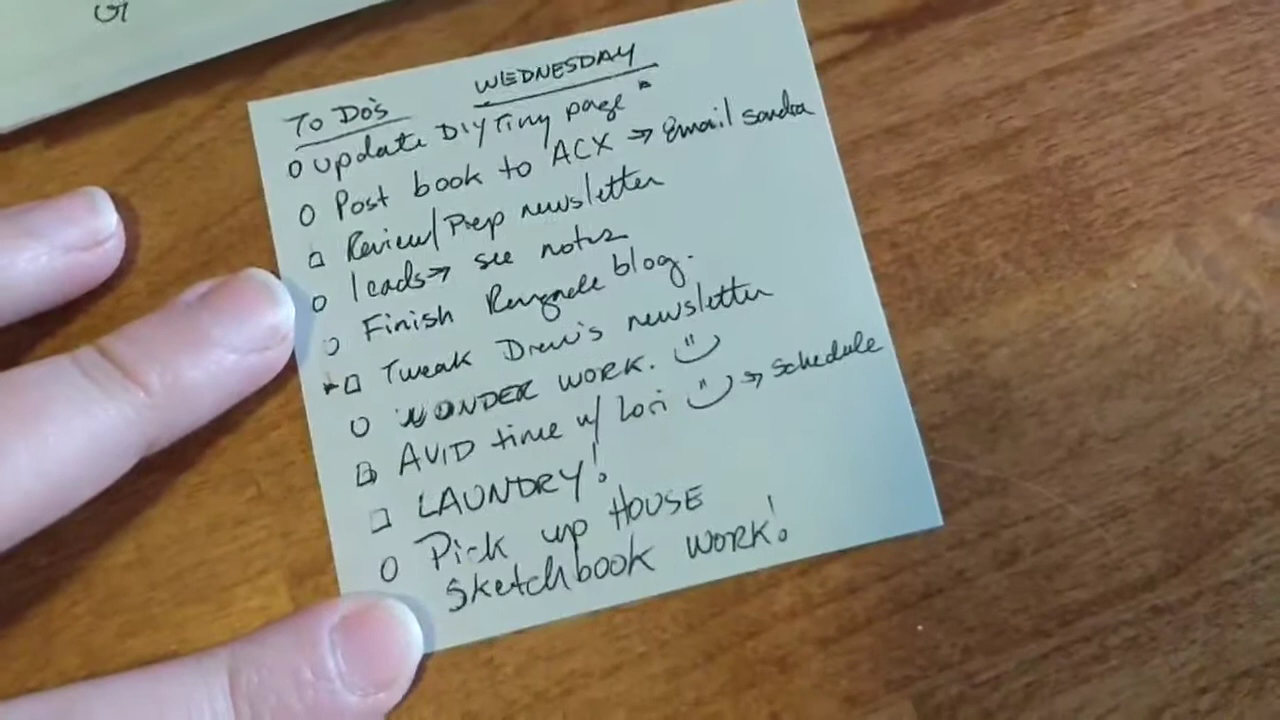 G
To Do's WEDNESDAY
update DIY Tiny page
Post book to ACX → Email sandra
Review/Prep newsletter
leads → see notes
Finish blog.
Tweak Drew's newsletter
WONDER WORK.
AVID time w/ Lori → schedule
LAUNDRY!
Pick up HOUSE
sketchbook WORK!